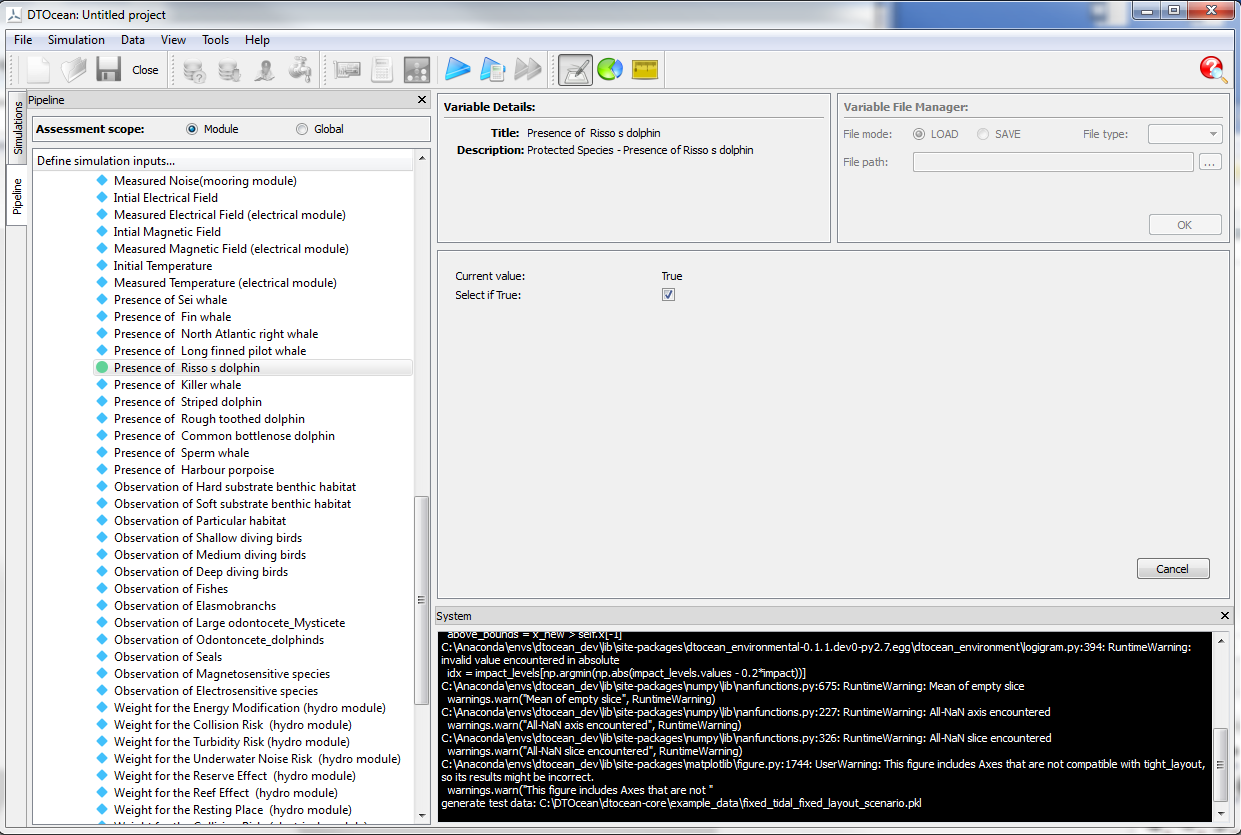 DTOcean: Untitled project
File Simulation Data View Tools Help
Close
Simulations
Pipeline
Pipeline
Assessment scope: Module Global
Define simulation inputs...
Measured Noise(mooring module)
Intial Electrical Field
Measured Electrical Field (electrical module)
Intial Magnetic Field
Measured Magnetic Field (electrical module)
Initial Temperature
Measured Temperature (electrical module)
Presence of Sei whale
Presence of  Fin whale
Presence of  North Atlantic right whale
Presence of  Long finned pilot whale
Presence of  Risso s dolphin
Presence of  Killer whale
Presence of  Striped dolphin
Presence of  Rough toothed dolphin
Presence of  Common bottlenose dolphin
Presence of  Sperm whale
Presence of  Harbour porpoise
Observation of Hard substrate benthic habitat
Observation of Soft substrate benthic habitat
Observation of Particular habitat
Observation of Shallow diving birds
Observation of Medium diving birds
Observation of Deep diving birds
Observation of Fishes
Observation of Elasmobranchs
Observation of Large odontocete_Mysticete
Observation of Odontoncete_dolphinds
Observation of Seals
Observation of Magnetosensitive species
Observation of Electrosensitive species
Weight for the Energy Modification (hydro module)
Weight for the Collision Risk  (hydro module)
Weight for the Turbidity Risk (hydro module)
Weight for the Underwater Noise Risk  (hydro module)
Weight for the Reserve Effect  (hydro module)
Weight for the Reef Effect  (hydro module)
Weight for the Resting Place  (hydro module)
Variable Details:
Title: Presence of  Risso s dolphin
Description: Protected Species - Presence of Risso s dolphin
Variable File Manager:
File mode: LOAD SAVE File type:
File path: ...
OK
Current value: True
Select if True:
Cancel
System
above_bounds = x_new > self.x[-1]
C:\Anaconda\envs\dtocean_dev\lib\site-packages\dtocean_environmental-0.1.1.dev0-py2.7.egg\dtocean_environment\logigram.py:394: RuntimeWarning:
invalid value encountered in absolute
idx = impact_levels[np.argmin(np.abs(impact_levels.values - 0.2*impact))]
C:\Anaconda\envs\dtocean_dev\lib\site-packages\numpy\lib\nanfunctions.py:675: RuntimeWarning: Mean of empty slice
warnings.warn("Mean of empty slice", RuntimeWarning)
C:\Anaconda\envs\dtocean_dev\lib\site-packages\numpy\lib\nanfunctions.py:227: RuntimeWarning: All-NaN axis encountered
warnings.warn("All-NaN axis encountered", RuntimeWarning)
C:\Anaconda\envs\dtocean_dev\lib\site-packages\numpy\lib\nanfunctions.py:326: RuntimeWarning: All-NaN slice encountered
warnings.warn("All-NaN slice encountered", RuntimeWarning)
C:\Anaconda\envs\dtocean_dev\lib\site-packages\matplotlib\figure.py:1744: UserWarning: This figure includes Axes that are not compatible with tight_layout,
so its results might be incorrect.
warnings.warn("This figure includes Axes that are not "
generate test data: C:\DTOcean\dtocean-core\example_data\fixed_tidal_fixed_layout_scenario.pkl